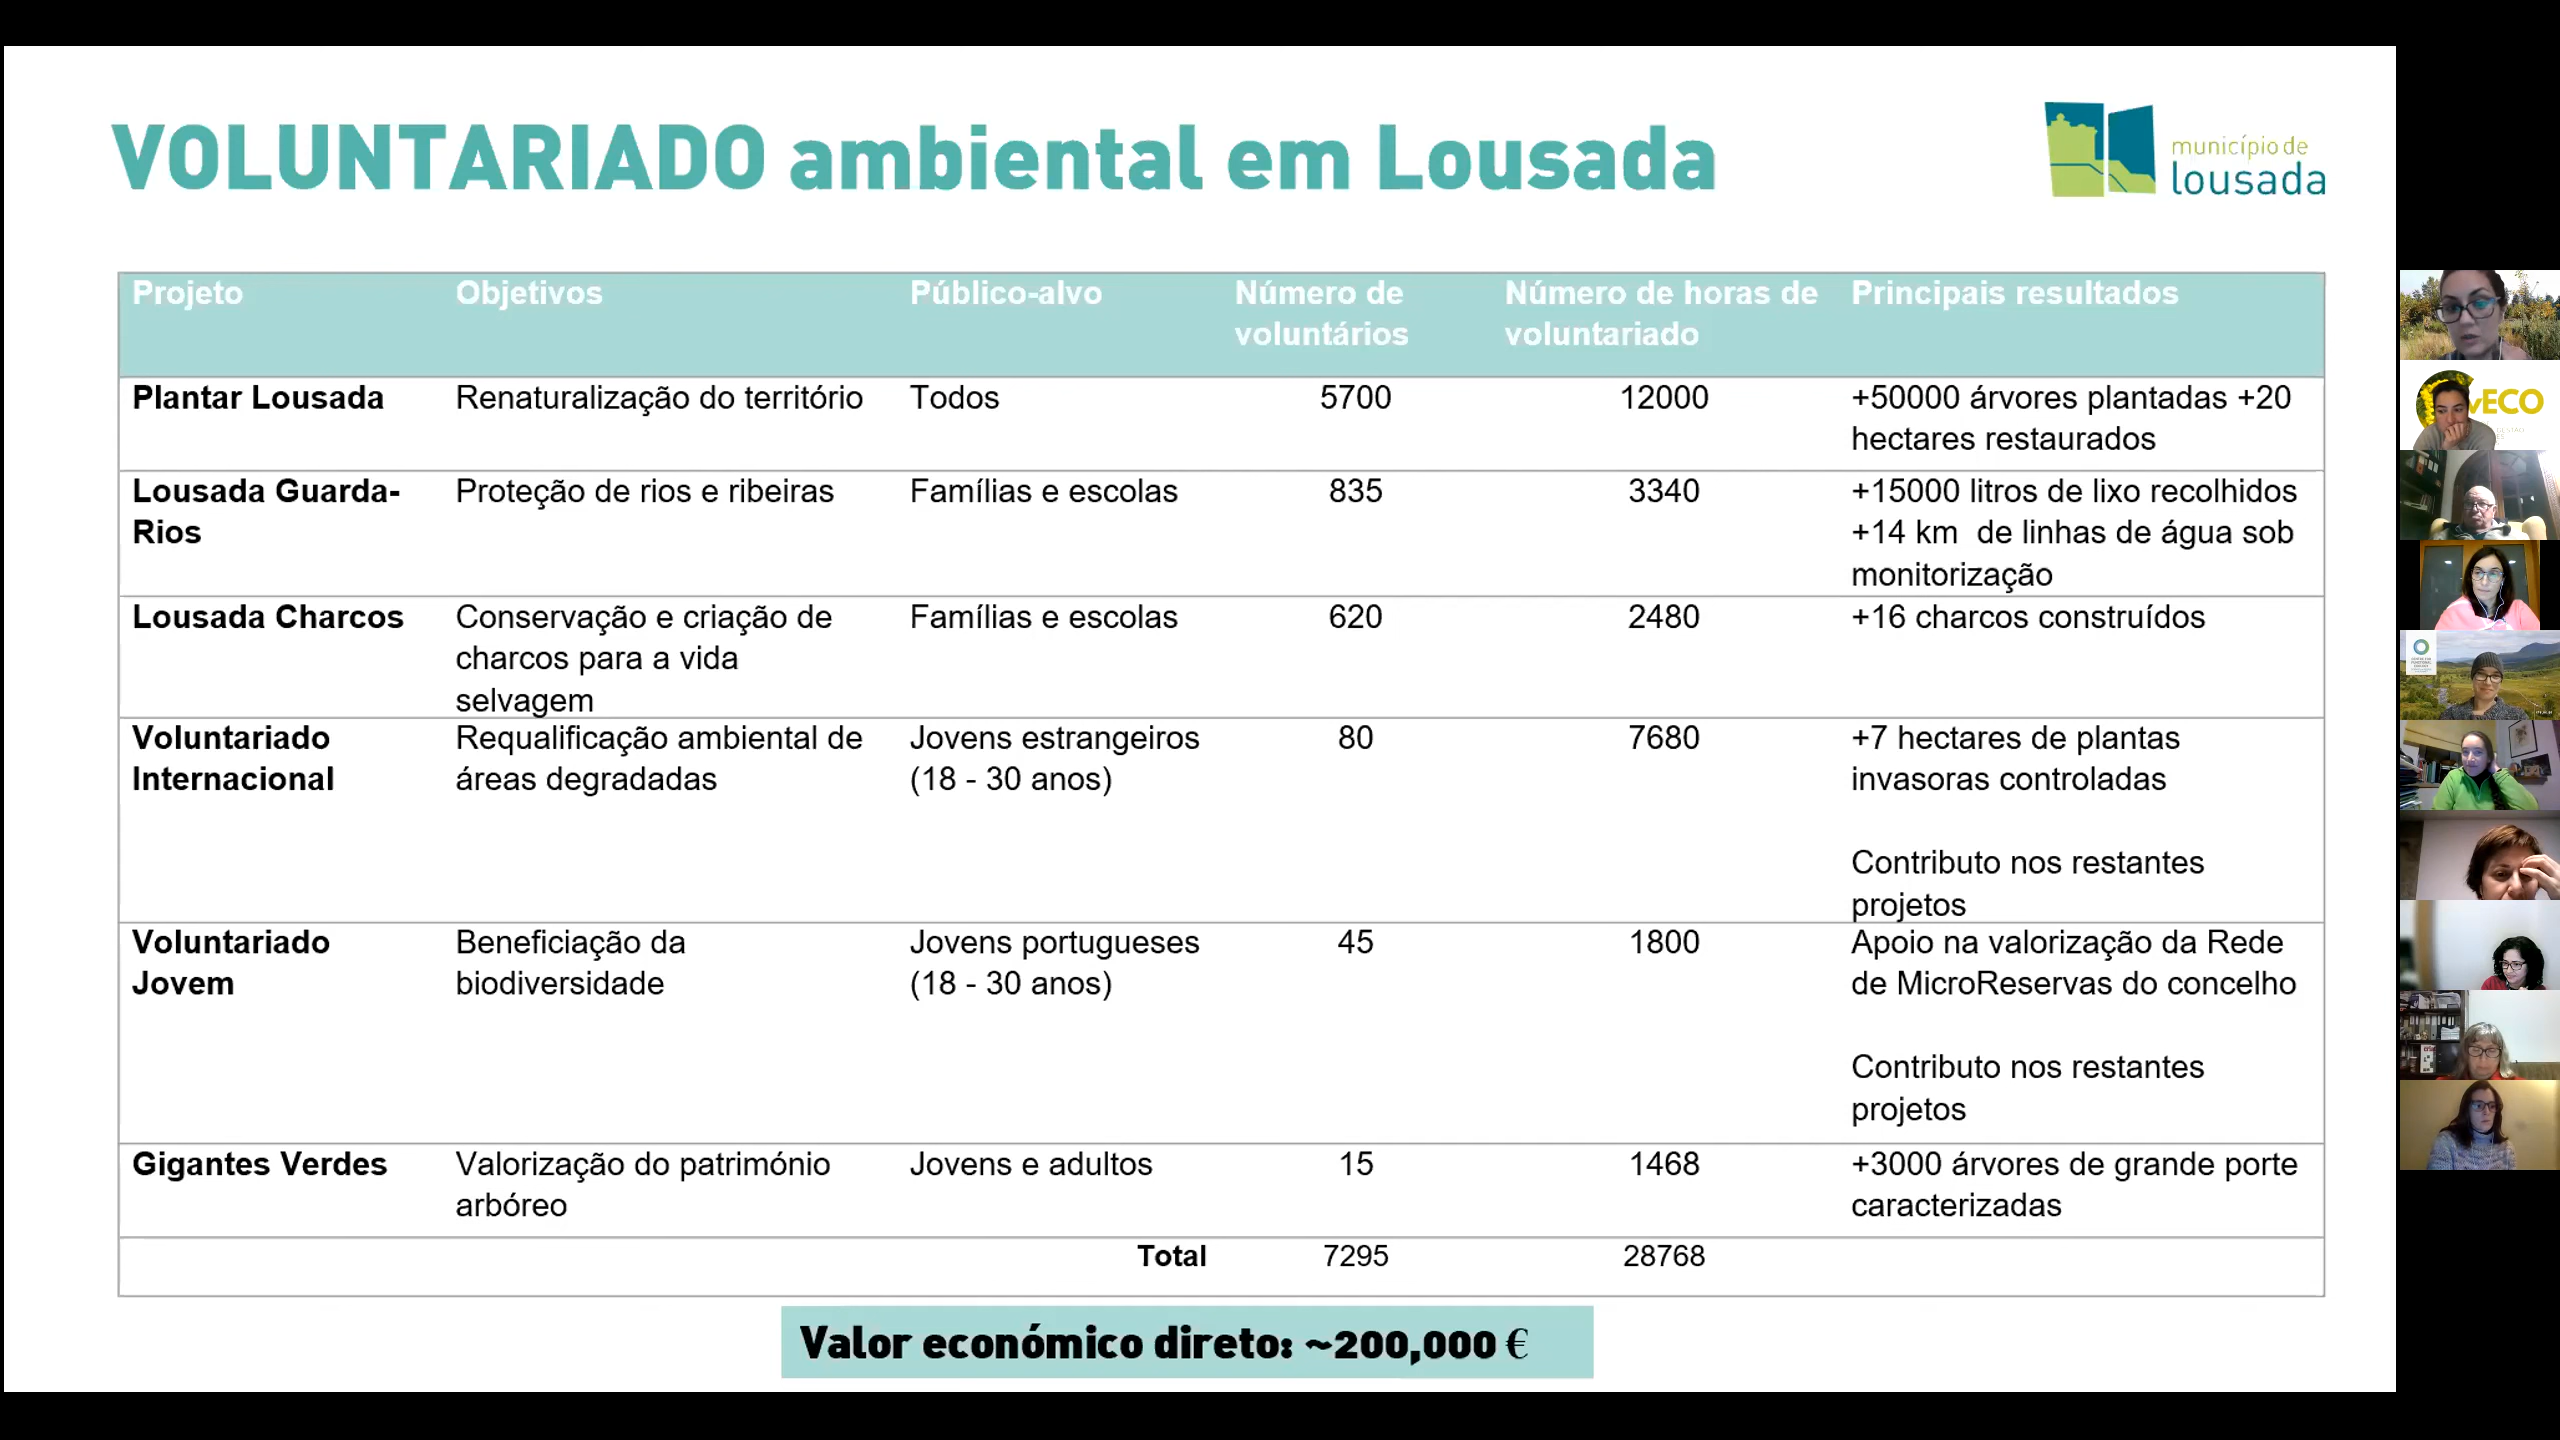 VOLUNTARIADO ambiental em Lousada
município de
lousada
Projeto Objetivos Público-alvo Número de Número de horas de Principais resultados
voluntários voluntariado
Plantar Lousada Renaturalização do território Todos 5700 12000 +50000 árvores plantadas +20
hectares restaurados
Lousada Guarda- Proteção de rios e ribeiras Famílias e escolas 835 3340 +15000 litros de lixo recolhidos
Rios +14 km de linhas de água sob
monitorização
Lousada Charcos Conservação e criação de Famílias e escolas 620 2480 +16 charcos construídos
charcos para a vida
selvagem
Voluntariado Requalificação ambiental de Jovens estrangeiros 80 7680 +7 hectares de plantas
Internacional áreas degradadas (18 - 30 anos) invasoras controladas
Contributo nos restantes
projetos
Voluntariado Beneficiação da Jovens portugueses 45 1800 Apoio na valorização da Rede
Jovem biodiversidade (18 - 30 anos) de MicroReservas do concelho
Contributo nos restantes
projetos
Gigantes Verdes Valorização do património Jovens e adultos 15 1468 +3000 árvores de grande porte
arbóreo caracterizadas
Total 7295 28768
Valor económico direto: ~200,000 €
vECO